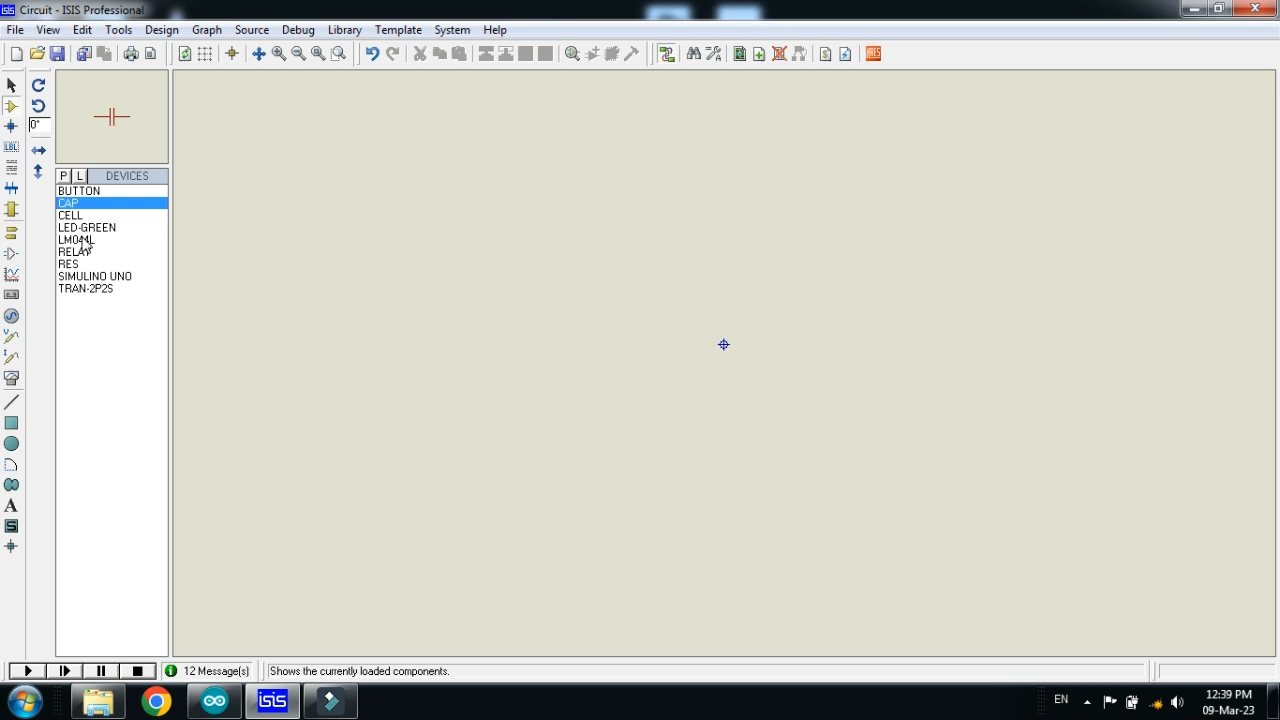 Circuit - ISIS Professional
File View Edit Tools Design Graph Source Debug Library Template System Help
0°
P L DEVICES
BUTTON
CAP
CELL
LED-GREEN
RELAY
RES
SIMULINO UNO
TRAN-2P2S
LBL
A
S
12 Message(s) Shows the currently loaded components.
EN
12:39 PM
09-Mar-23
isis